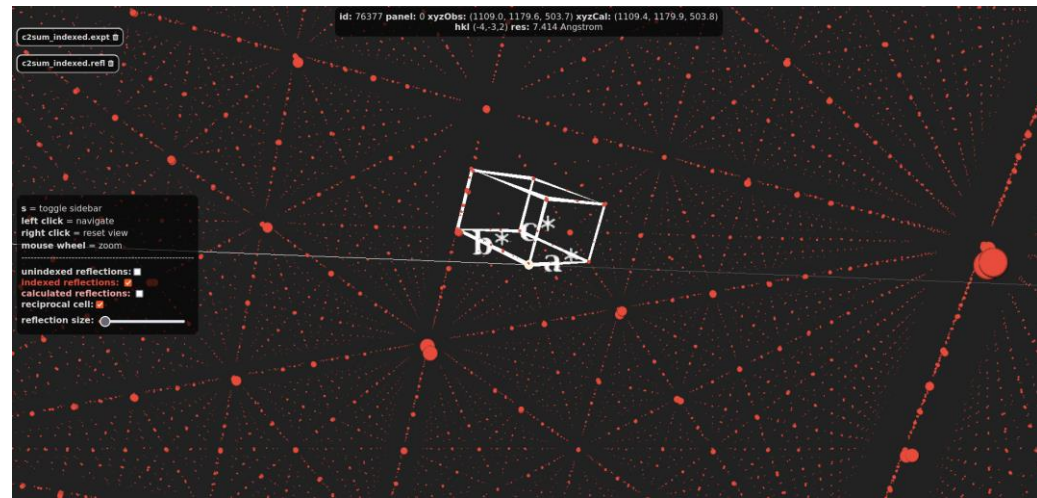 id: 76377 panel: 0 xyzObs: (1109.0, 1179.6, 503.7) xyzCal: (1109.4, 1179.9, 503.8)
hkl (-4,-3,2) res: 7.414 Angstrom
c2sum_indexed.expt
c2sum_indexed.refl
s = toggle sidebar
left click = navigate
right click = reset view
mouse wheel = zoom
unindexed reflections:
indexed reflections:
calculated reflections:
reciprocal cell:
reflection size:
c*
b*
a*